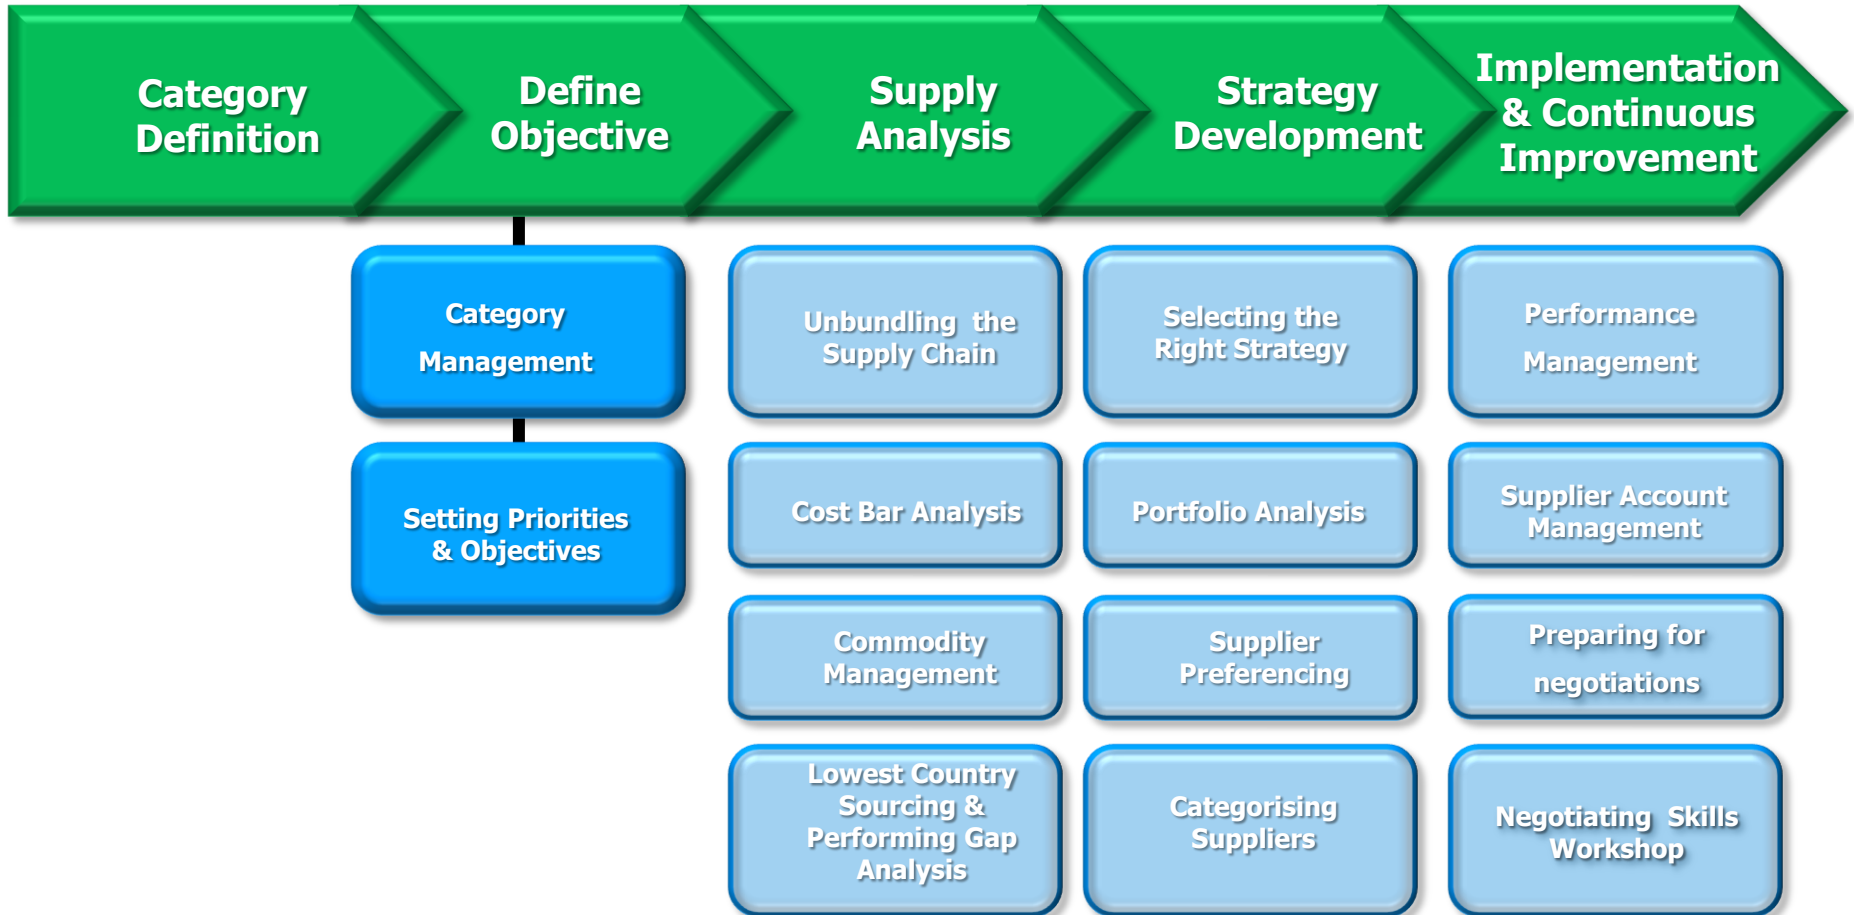 Category
Definition
Define
Objective
Supply
Analysis
Strategy
Development
Implementation
& Continuous
Improvement
Category
Management
Setting Priorities
& Objectives
Unbundling  the
Supply Chain
Cost Bar Analysis
Commodity
Management
Lowest Country
Sourcing &
Performing Gap
Analysis
Selecting the
Right Strategy
Portfolio Analysis
Supplier
Preferencing
Categorising
Suppliers
Performance
Management
Supplier Account
Management
Preparing for
negotiations
Negotiating  Skills
Workshop